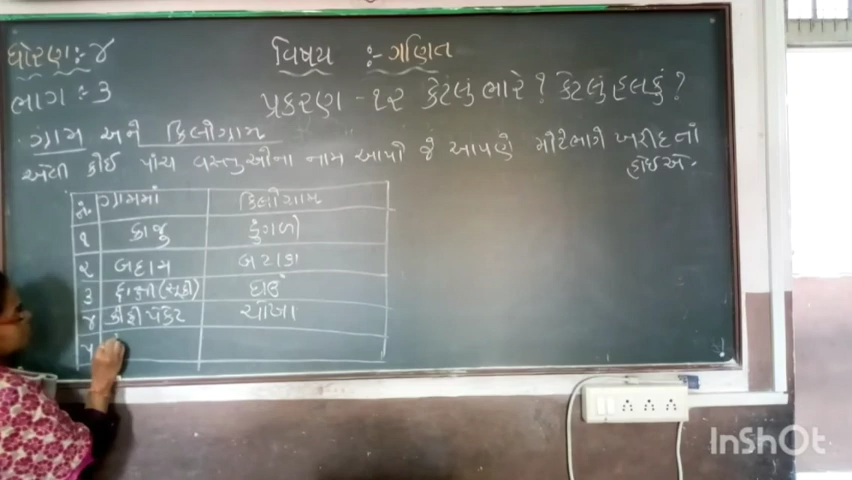 ધોરણ:-૪ વિષય :- ગણિત
ભાગ :- ૩ પ્રકરણ - ૧૨ કેટલું ભારે ? કેટલું હલકું ?
ગ્રામ અને કિલોગ્રામ
એવી કોઈ પાંચ વસ્તુઓના નામ આપો જે આપણે મોટેભાગે ખરીદતાં
હોઈએ.
નં. ગ્રામમાં કિલોગ્રામ
૧ કાજુ ડુંગળી
૨ બદામ બટાકા
૩ દ્રાક્ષ (સૂકી) ઘઉં
૪ કોફી પેકેટ ચોખા
૫
InShOt